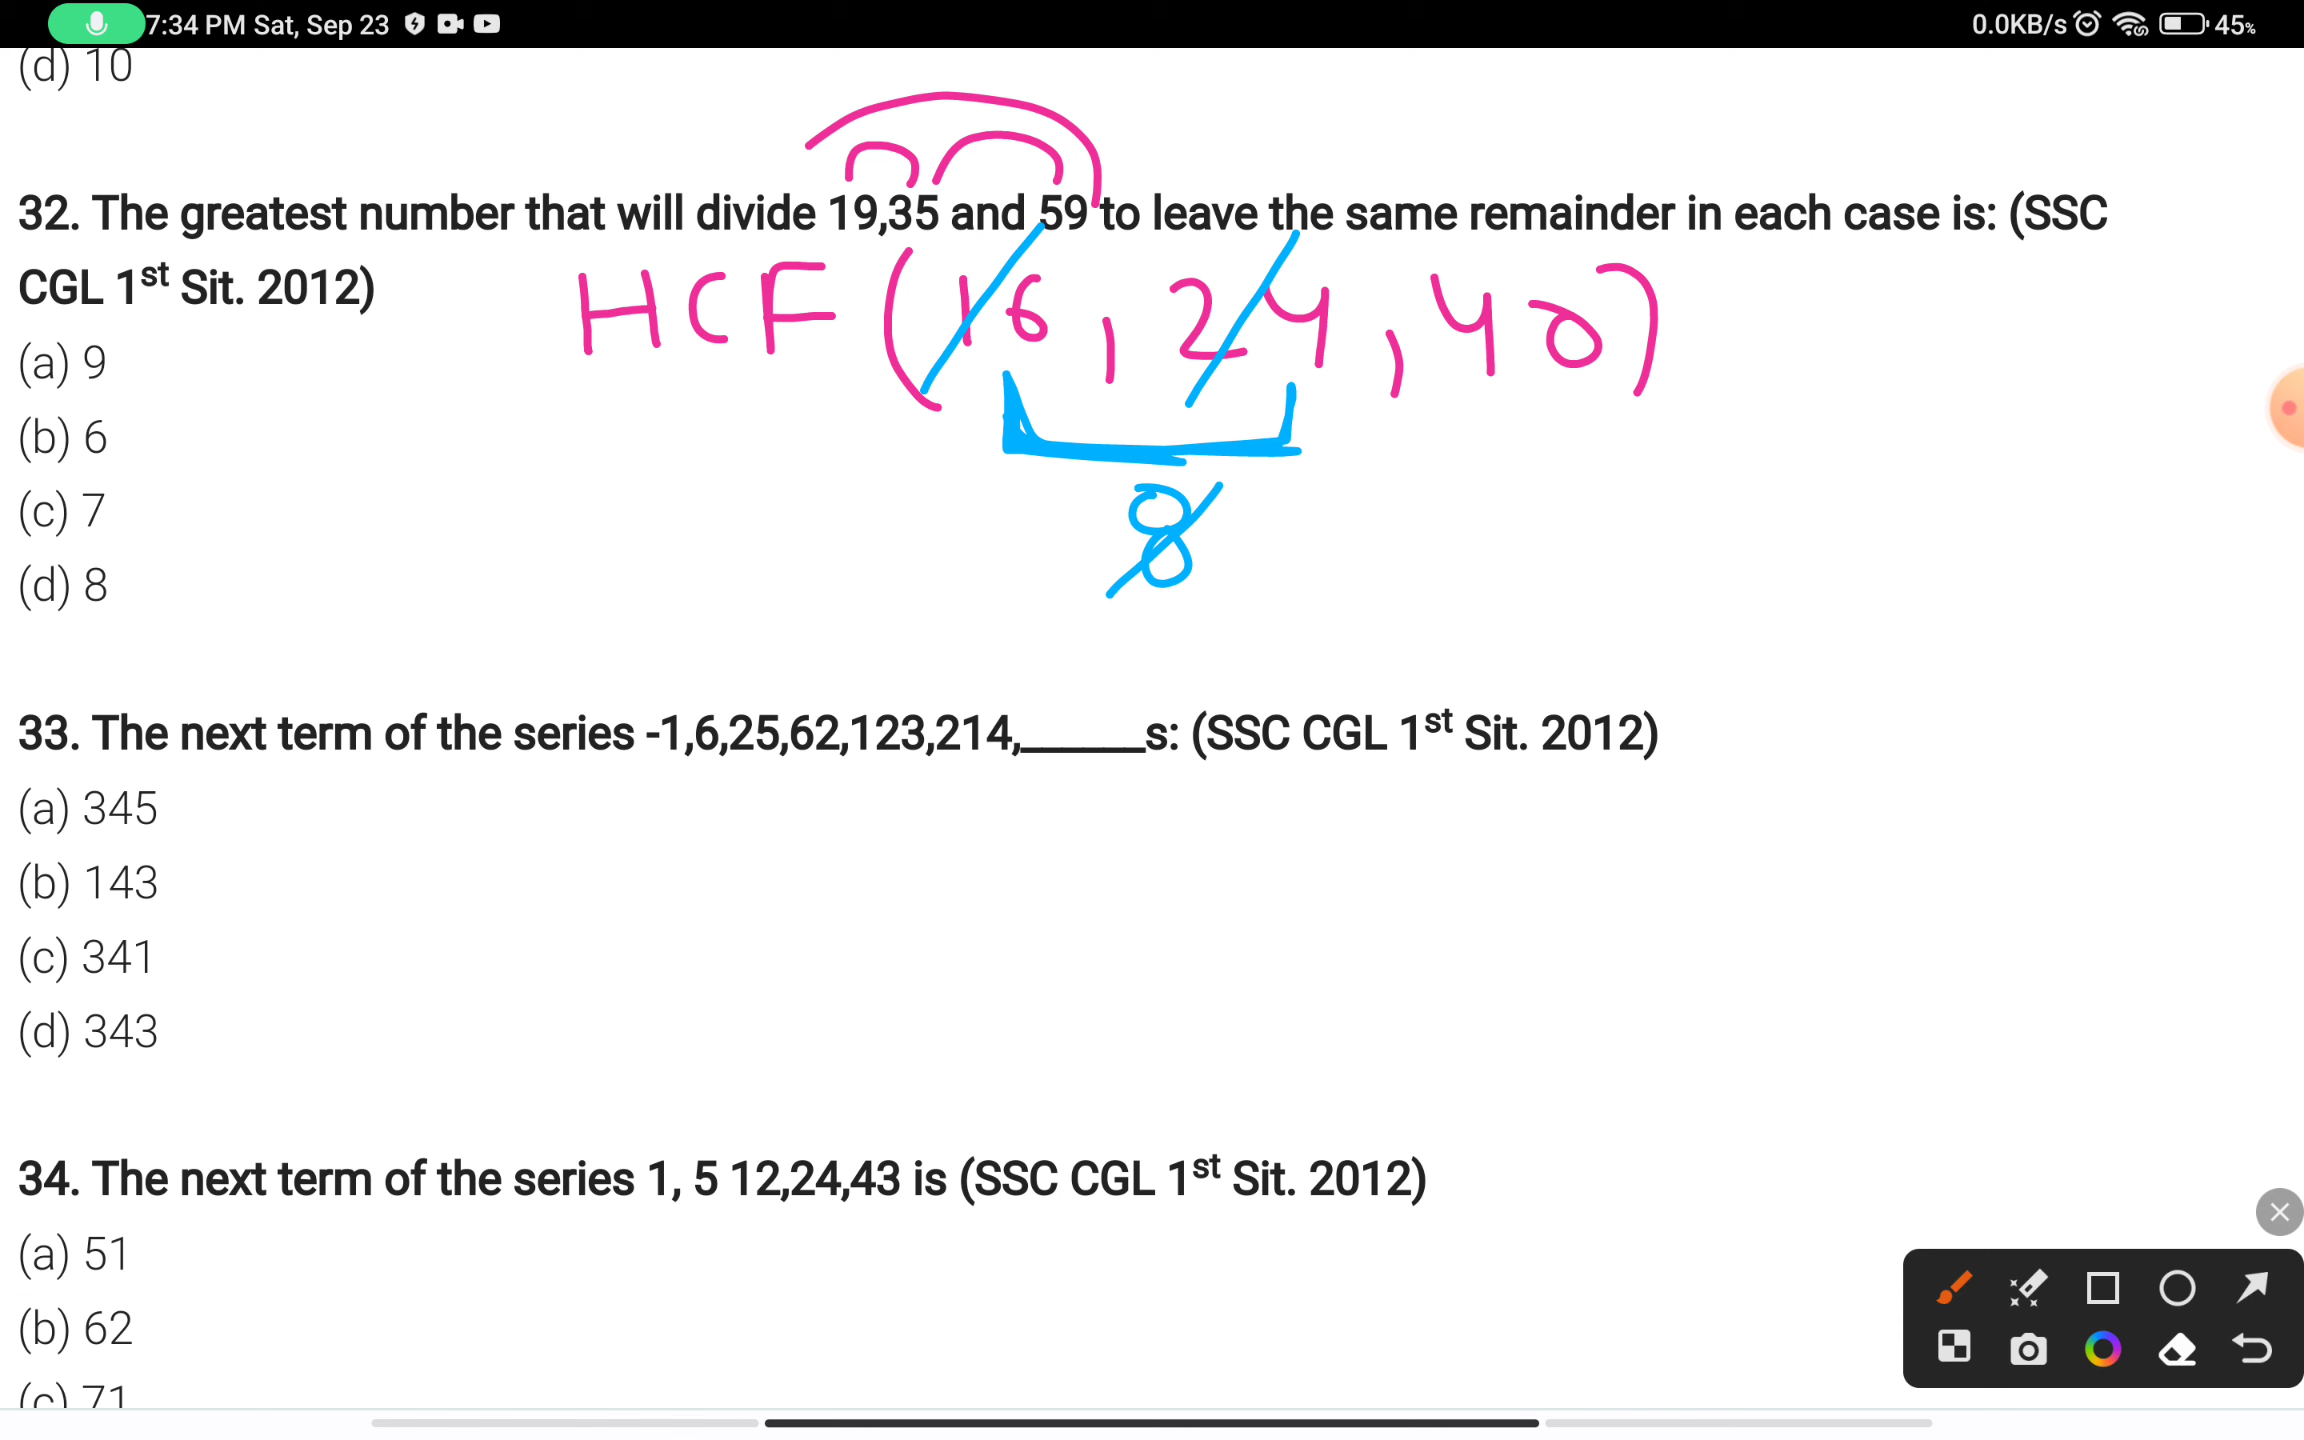 7:34 PM Sat, Sep 23 0.0KB/s 45%
(d) 10
32. The greatest number that will divide 19,35 and 59 to leave the same remainder in each case is: (SSC
CGL 1st Sit. 2012)
HCF(16,24,40)
(a) 9
(b) 6
8
(c) 7
(d) 8
33. The next term of the series -1,6,25,62,123,214,______s: (SSC CGL 1st Sit. 2012)
(a) 345
(b) 143
(c) 341
(d) 343
34. The next term of the series 1, 5 12,24,43 is (SSC CGL 1st Sit. 2012)
(a) 51
(b) 62
(c) 71